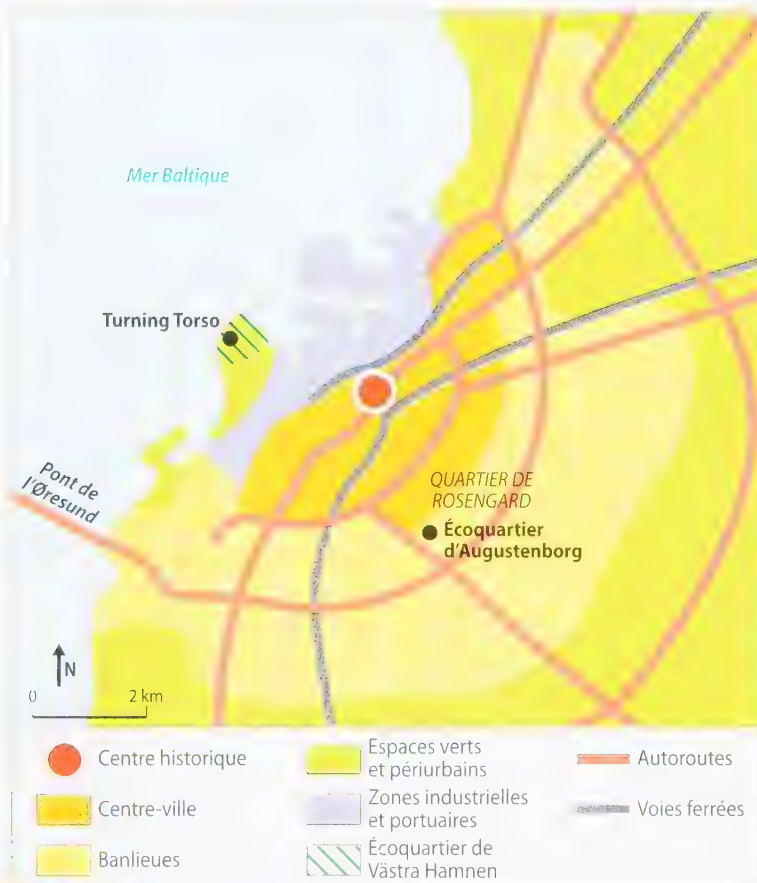 Mer Baltique
Turning Torso
Pont de
l'Øresund
QUARTIER DE
ROSENGARD
Écoquartier
d'Augustenborg
N
0
2 km
Centre historique
Centre-ville
Banlieues
Espaces verts
et périurbains
Zones industrielles
et portuaires
Écoquartier de
Västra Hamnen
Autoroutes
Voies ferrées